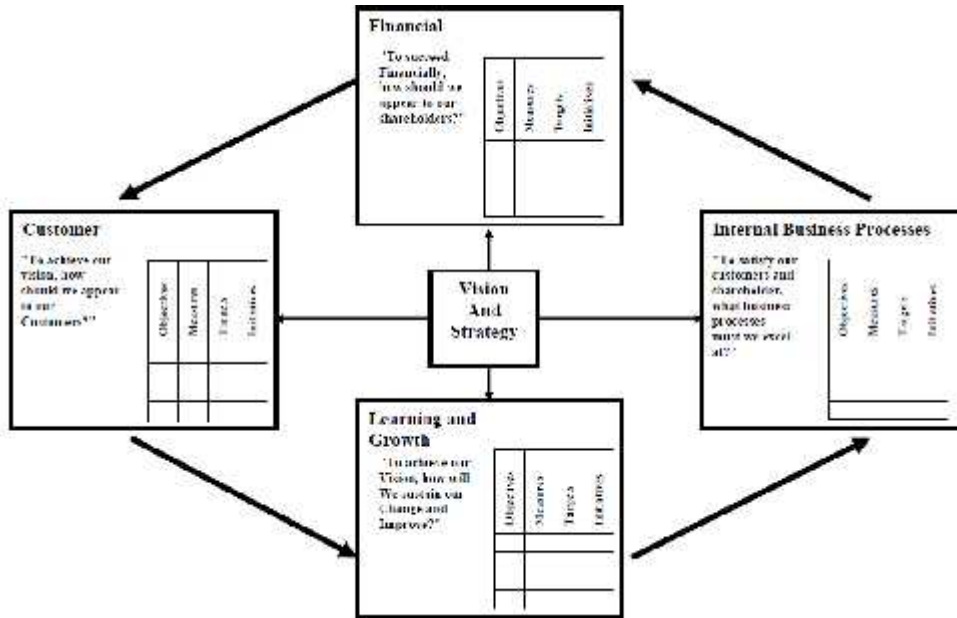 Financial
"To succeed
Financially,
how should we
appear to our
shareholders?"
Objectives
Measures
Targets
Initiatives
Customer
"To achieve our
vision, how
should we appear
to our
Customers?"
Objectives
Measures
Targets
Initiatives
Vision
And
Strategy
Internal Business Processes
"To satisfy our
customers and
shareholder,
what business
processes
must we excel
at?"
Objectives
Measures
Targets
Initiatives
Learning and
Growth
"To achieve our
Vision, how will
We sustain our
Change and
Improve?"
Objectives
Measures
Targets
Initiatives